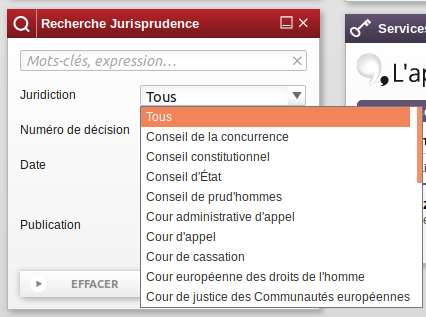 Recherche Jurisprudence
Services
Mots-clés, expression...
L'ap
Juridiction
Tous
Tous
Numéro de décision
Conseil de la concurrence
Date
Conseil constitutionnel
Conseil d'État
Conseil de prud'hommes
Publication
Cour administrative d'appel
Cour d'appel
Cour de cassation
EFFACER
Cour européenne des droits de l'homme
Cour de justice des Communautés européennes